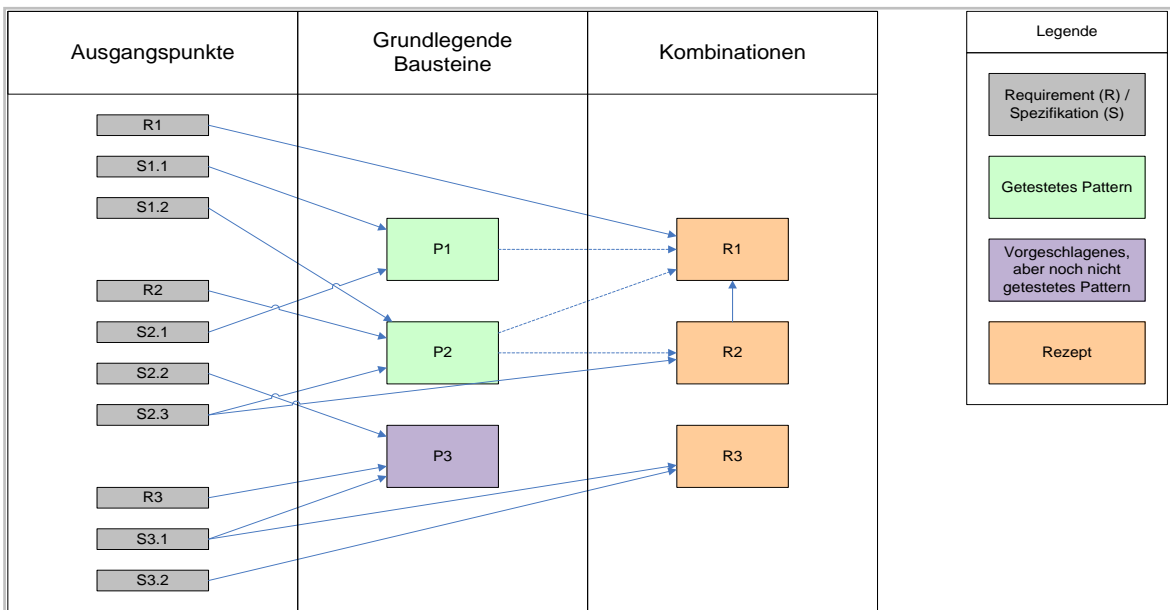 Ausgangspunkte
Grundlegende
Bausteine
Kombinationen
R1
S1.1
S1.2
R2
S2.1
S2.2
S2.3
R3
S3.1
S3.2
P1
P2
P3
R1
R2
R3
Legende
Requirement (R) /
Spezifikation (S)
Getestetes Pattern
Vorgeschlagenes,
aber noch nicht
getestetes Pattern
Rezept